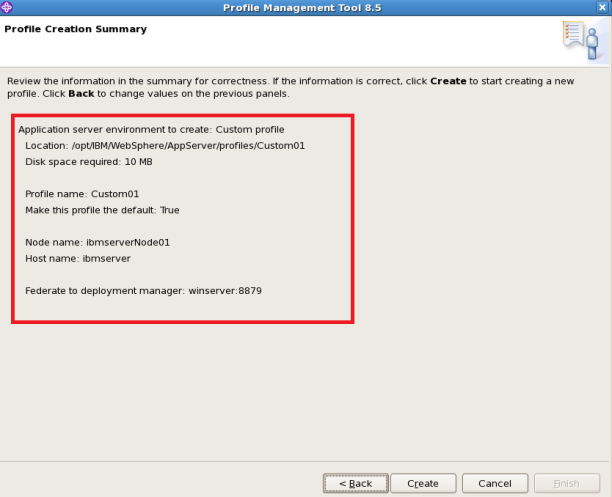 Profile Management Tool 8.5
Profile Creation Summary
Review the information in the summary for correctness. If the information is correct, click Create to start creating a new
profile. Click Back to change values on the previous panels.
Application server environment to create: Custom profile
Location: /opt/IBM/WebSphere/AppServer/profiles/Custom01
Disk space required: 10 MB
Profile name: Custom01
Make this profile the default: True
Node name: ibmserverNode01
Host name: ibmserver
Federate to deployment manager: winserver:8879
< Back
Create
Cancel
Finish